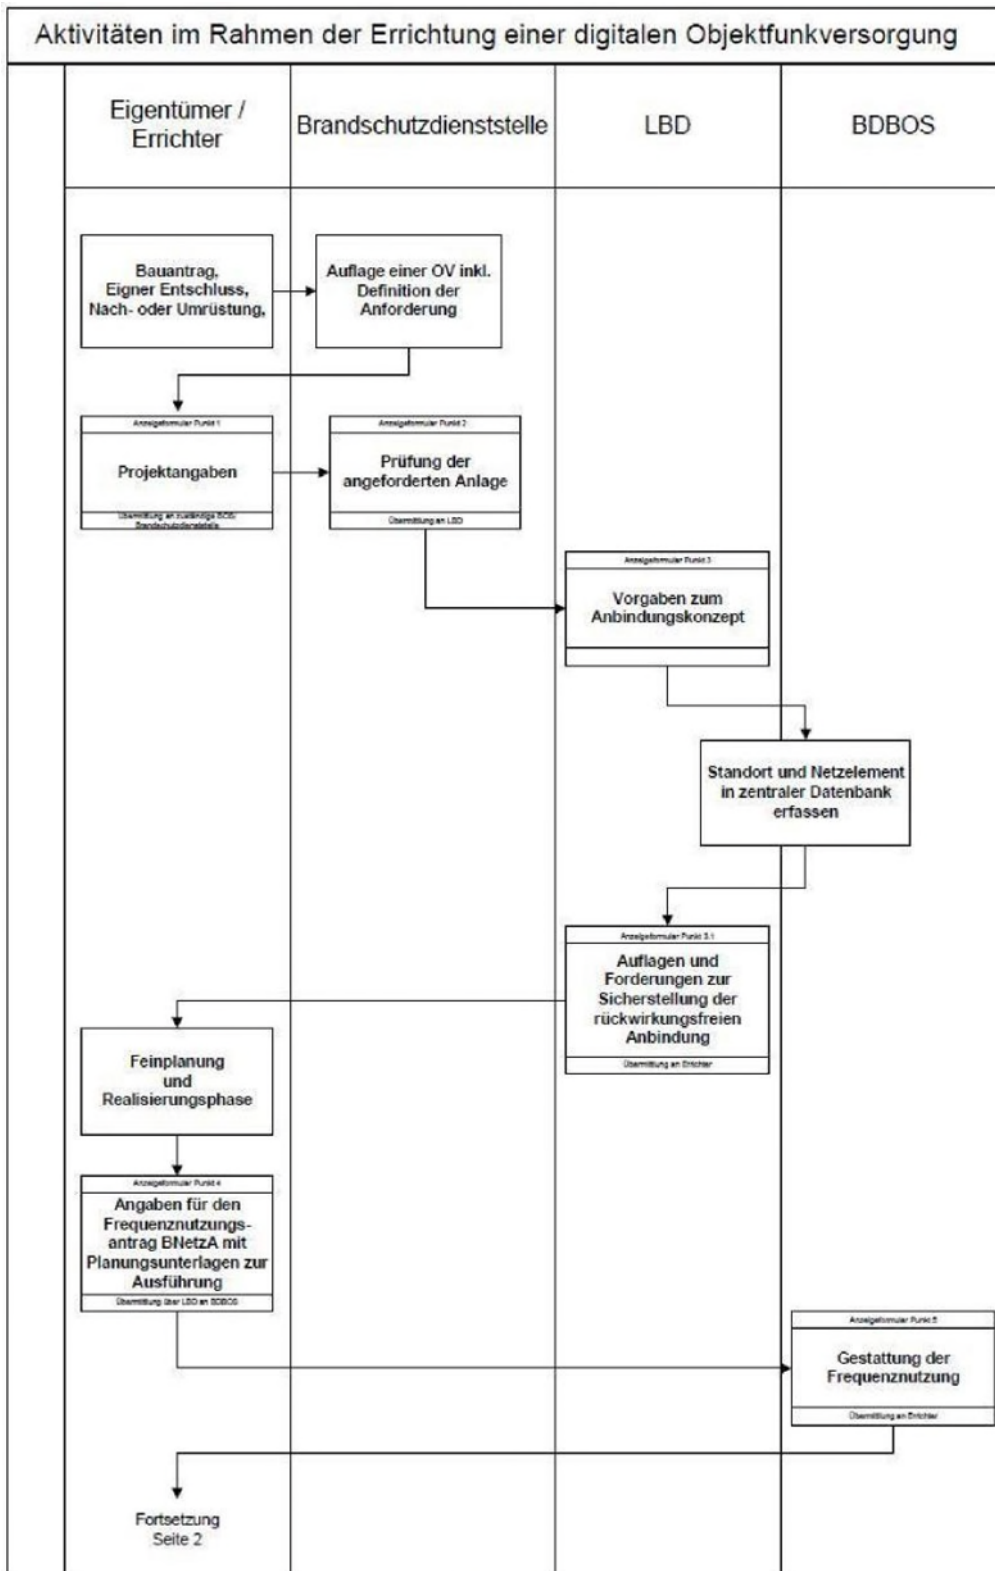 Aktivitäten im Rahmen der Errichtung einer digitalen Objektfunkversorgung
Eigentümer /
Errichter
Brandschutzdienststelle
LBD
BDBOS
Bauantrag,
Eigner Entschluss,
Nach- oder Umrüstung,
Auflage einer OV inkl.
Definition der
Anforderung
Anzeigeformular Punkt 1
Projektangaben
Übermittlung an zuständige BOS/
Brandschutzdienststelle
Anzeigeformular Punkt 2
Prüfung der
angeforderten Anlage
Übermittlung an LBD
Anzeigeformular Punkt 3
Vorgaben zum
Anbindungskonzept
Standort und Netzelement
in zentraler Datenbank
erfassen
Anzeigeformular Punkt 3.1
Auflagen und
Forderungen zur
Sicherstellung der
rückwirkungsfreien
Anbindung
Übermittlung an Errichter
Feinplanung
und
Realisierungsphase
Anzeigeformular Punkt 4
Angaben für den
Frequenznutzungs-
antrag BNetzA mit
Planungsunterlagen zur
Ausführung
Übermittlung über LBD an BDBOS
Anzeigeformular Punkt 5
Gestattung der
Frequenznutzung
Übermittlung an Errichter
Fortsetzung
Seite 2